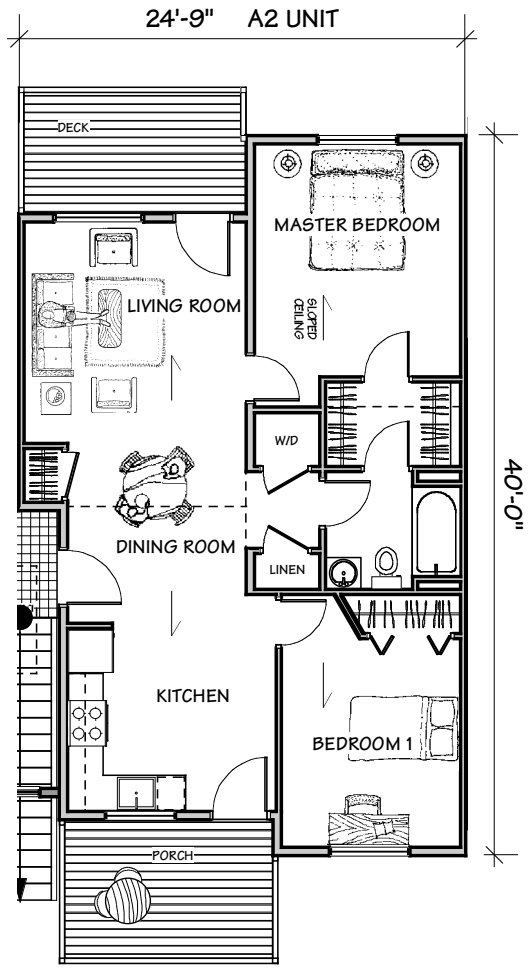 24'-9" A2 UNIT
DECK
MASTER BEDROOM
LIVING ROOM
SLOPED
CEILING
W/D
40'-0"
DINING ROOM
LINEN
KITCHEN
BEDROOM 1
PORCH